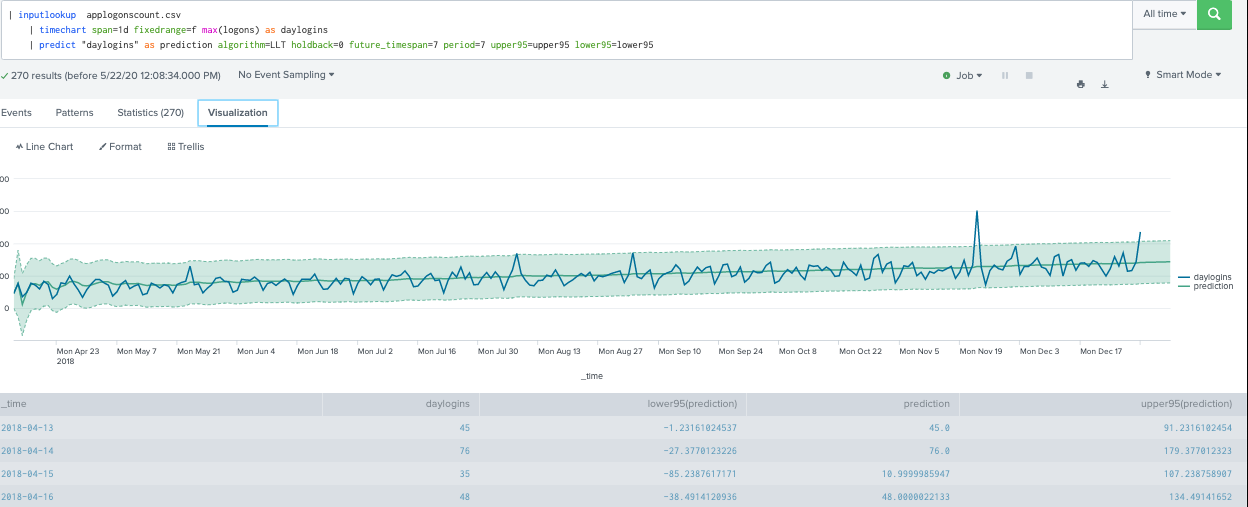 | inputlookup applogonscount.csv
| timechart span=1d fixedrange=f max(logons) as daylogins
| predict "daylogins" as prediction algorithm=LLT holdback=0 future_timespan=7 period=7 upper95=upper95 lower95=lower95
All time
✓ 270 results (before 5/22/20 12:08:34.000 PM)
No Event Sampling
Job
Smart Mode
Events
Patterns
Statistics (270)
Visualization
Line Chart
Format
Trellis
00
00
00
00
0
daylogins
prediction
Mon Apr 23
2018
Mon May 7
Mon May 21
Mon Jun 4
Mon Jun 18
Mon Jul 2
Mon Jul 16
Mon Jul 30
Mon Aug 13
Mon Aug 27
Mon Sep 10
Mon Sep 24
Mon Oct 8
Mon Oct 22
Mon Nov 5
Mon Nov 19
Mon Dec 3
Mon Dec 17
_time
_time daylogins lower95(prediction) prediction upper95(prediction)
2018-04-13 45 -1.23161024537 45.0 91.2316102454
2018-04-14 76 -27.3770123226 76.0 179.377012323
2018-04-15 35 -85.2387617171 10.9999985947 107.238758907
2018-04-16 48 -38.4914120936 48.0000022133 134.49141652